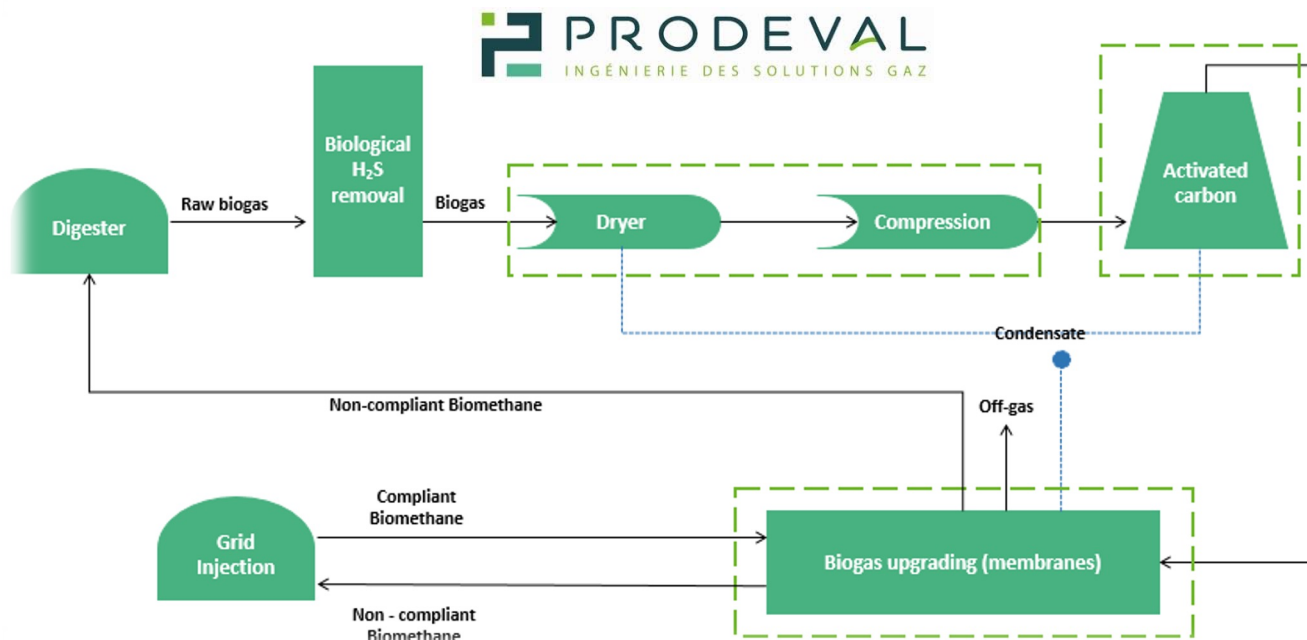 PRODEVAL
INGÉNIERIE DES SOLUTIONS GAZ
Biological
H₂S
removal
Activated
carbon
Raw biogas
Biogas
Digester
Dryer
Compression
Condensate
Non-compliant Biomethane
Off-gas
Compliant
Biomethane
Grid
Injection
Biogas upgrading (membranes)
Non - compliant
Biomethane